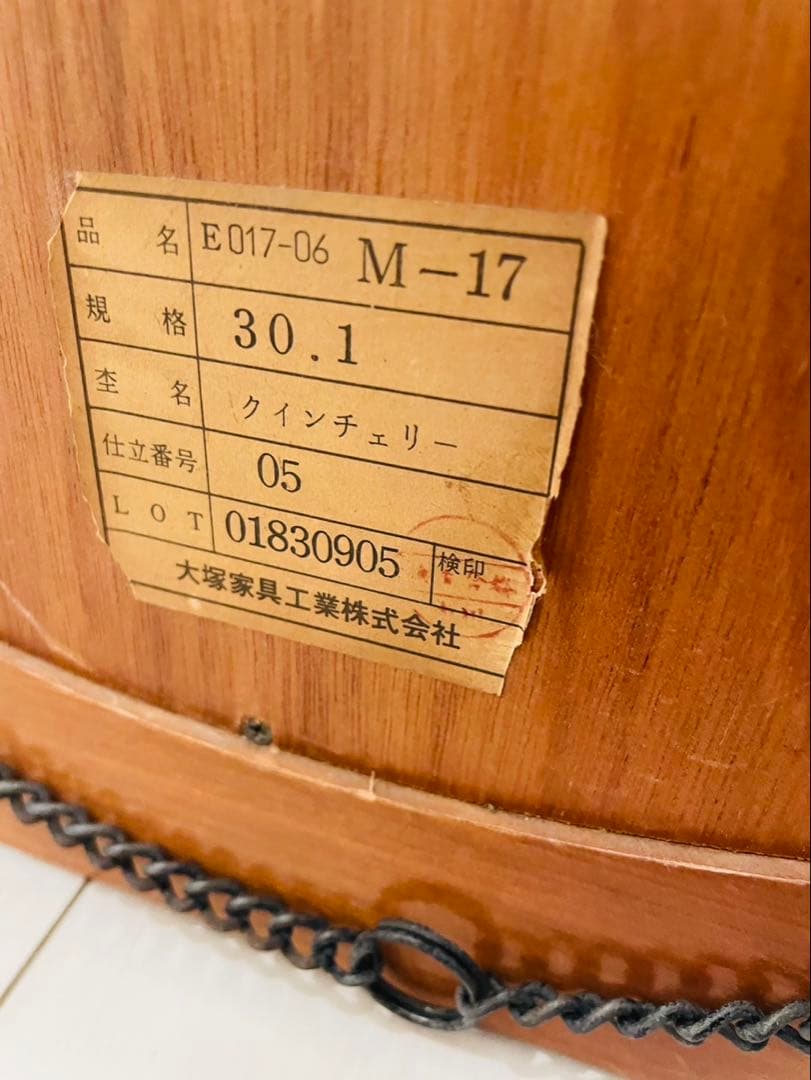 品 名 E017-06 M-17
規 格 30.1
杢 名 クインチェリー
仕立番号 05
LOT 01830905 検印
大塚家具工業株式会社